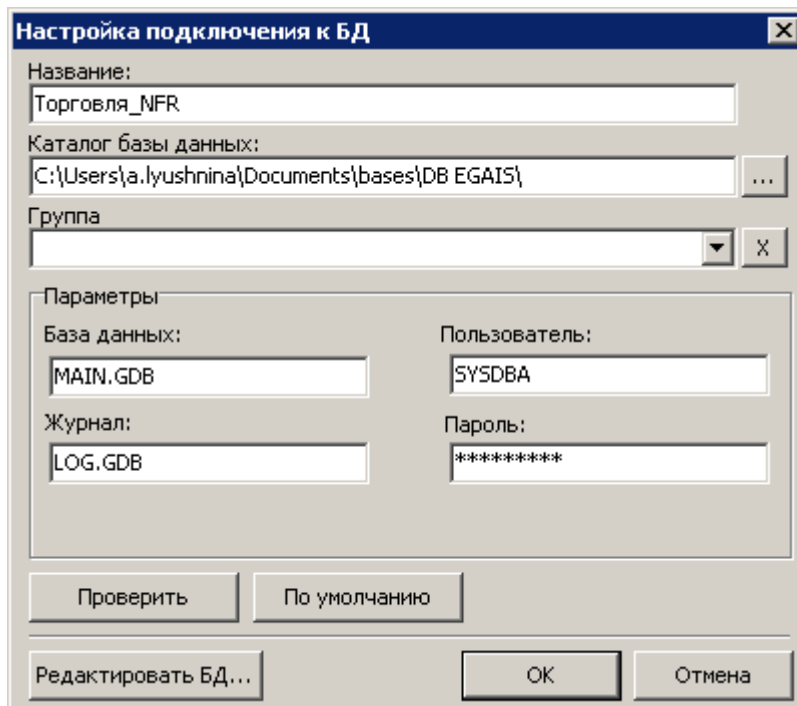 Настройка подключения к БД
Название:
Торговля_NFR
Каталог базы данных:
C:\Users\a.lyushnina\Documents\bases\DB EGAIS\
...
Группа
X
Параметры
База данных: Пользователь:
MAIN.GDB SYSDBA
Журнал: Пароль:
LOG.GDB *********
Проверить По умолчанию
Редактировать БД... ОК Отмена